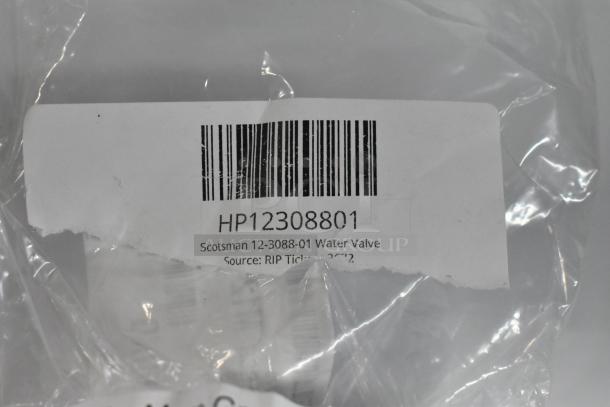 HP12308801
Scotsman 12-3088-01 Water Valve
Source: RIP